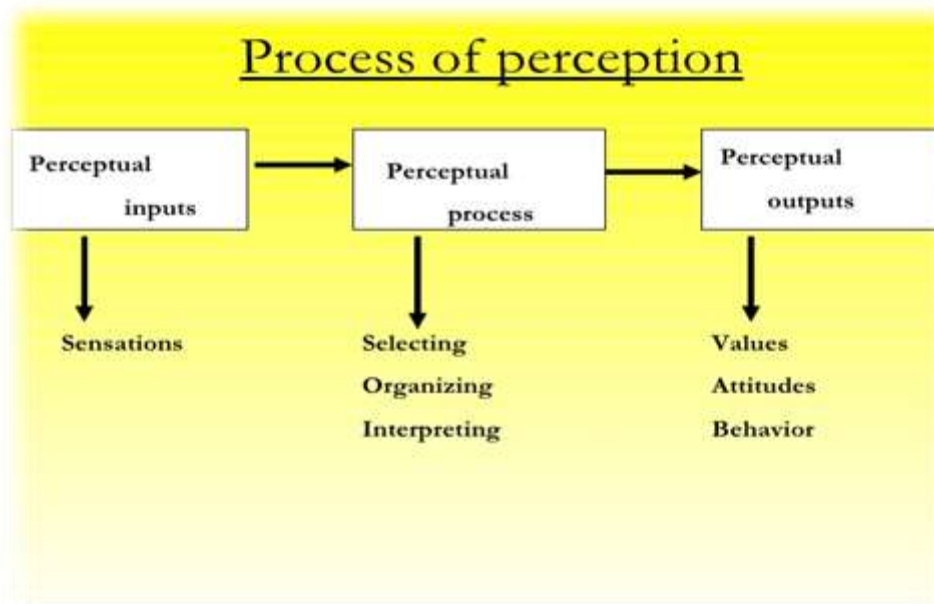 Process of perception
Perceptual
inputs
Perceptual
process
Perceptual
outputs
Sensations
Selecting
Organizing
Interpreting
Values
Attitudes
Behavior